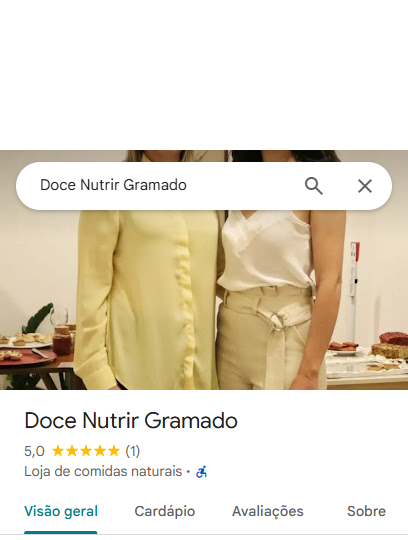 Doce Nutrir Gramado
Doce Nutrir Gramado
5,0 (1)
Loja de comidas naturais ·
Visão geral Cardápio Avaliações Sobre